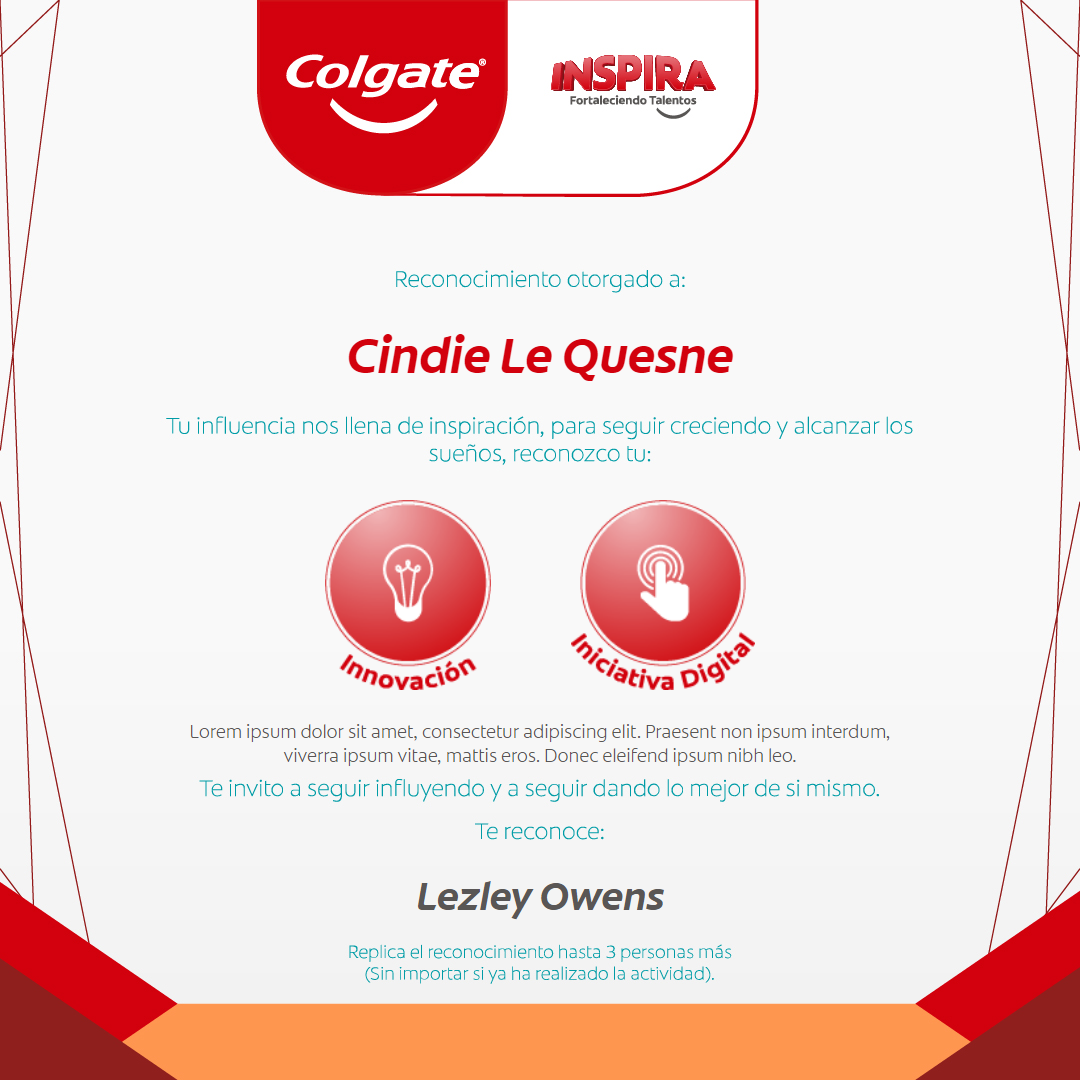 Colgate®
INSPIRA
Fortaleciendo Talentos
Reconocimiento otorgado a:
Cindie Le Quesne
Tu influencia nos llena de inspiración, para seguir creciendo y alcanzar los
sueños, reconozco tu:
Innovación
Iniciativa Digital
Lorem ipsum dolor sit amet, consectetur adipiscing elit. Praesent non ipsum interdum,
viverra ipsum vitae, mattis eros. Donec eleifend ipsum nibh leo.
Te invito a seguir influyendo y a seguir dando lo mejor de si mismo.
Te reconoce:
Lezley Owens
Replica el reconocimiento hasta 3 personas más
(Sin importar si ya ha realizado la actividad).